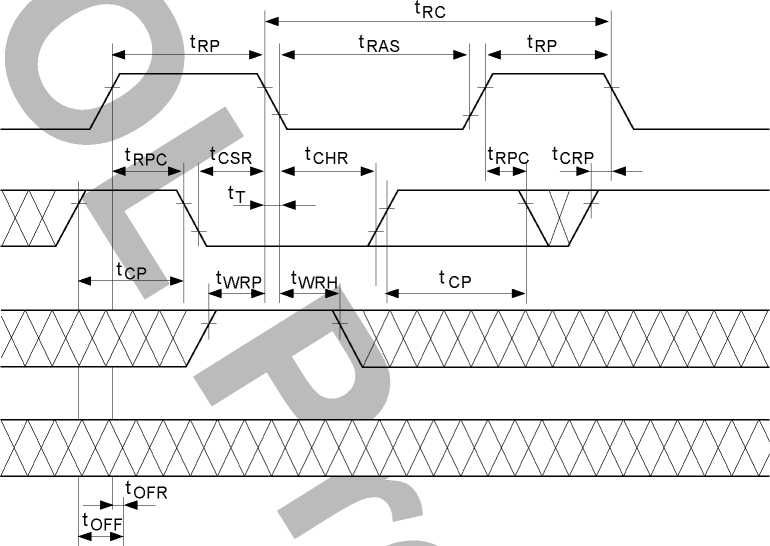 tRC
tRP tRAS tRP
tRPC tCSR tCHR tRPC tCRP
tT
tCP tWRP tWRH tCP
tOFR
tOFF